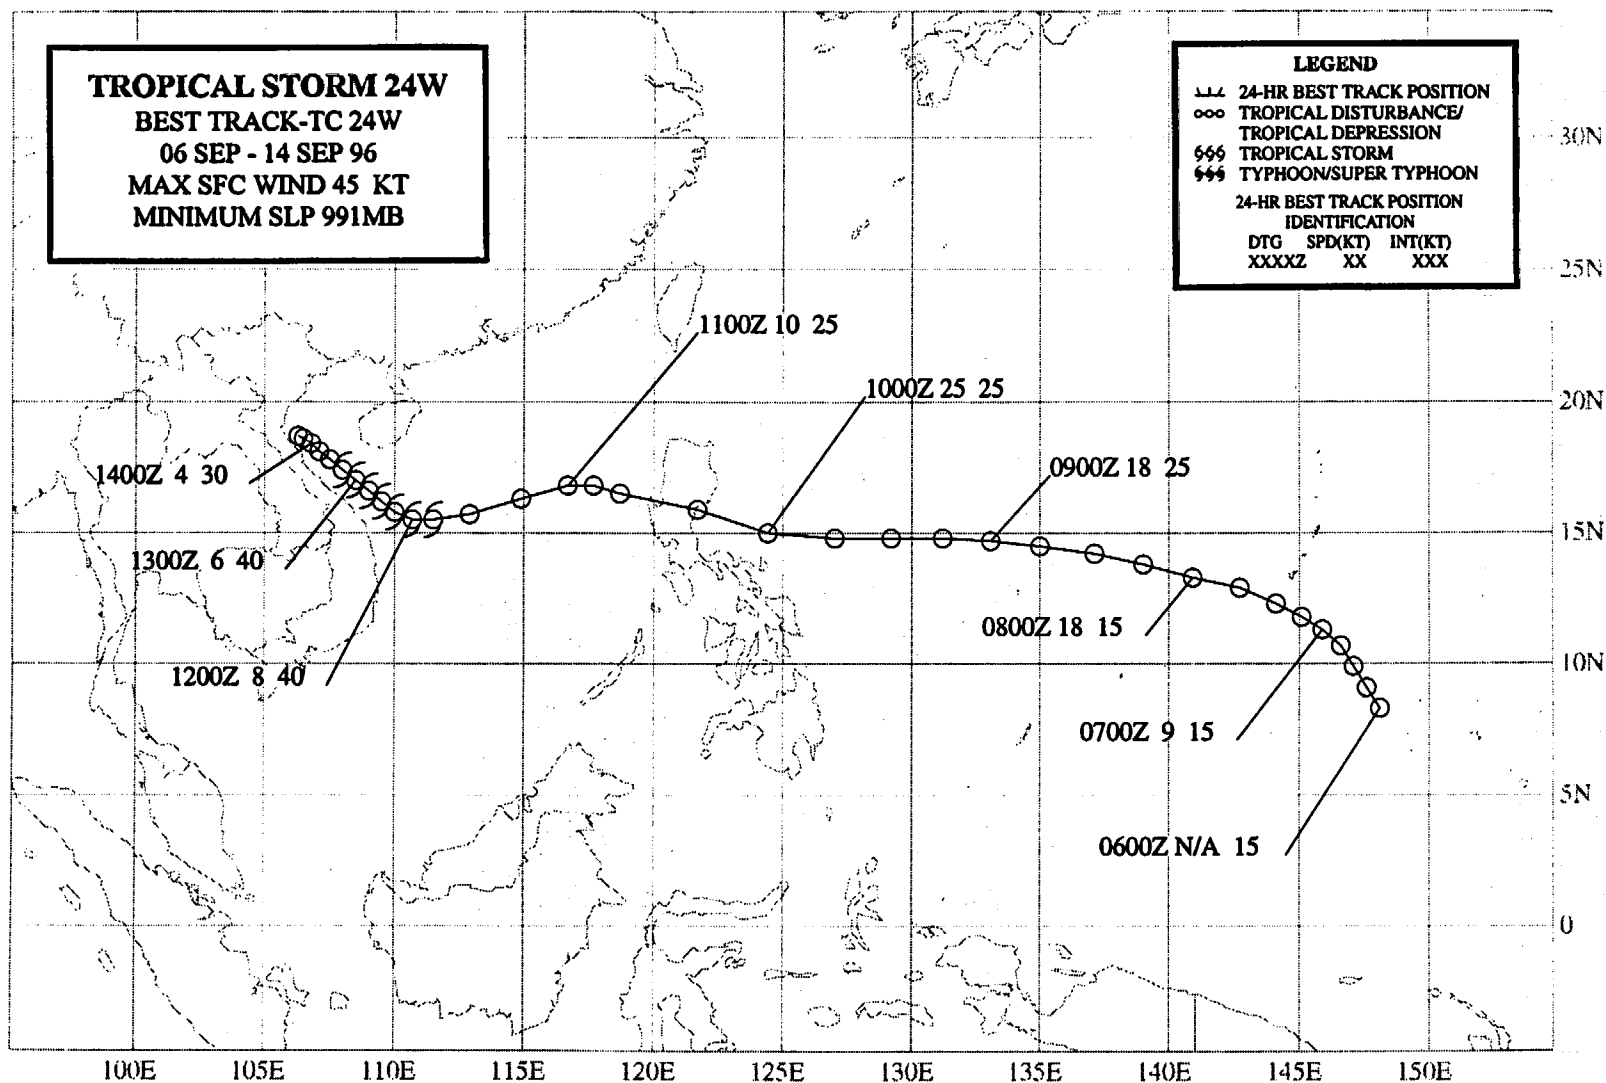 TROPICAL STORM 24W
BEST TRACK-TC 24W
06 SEP - 14 SEP 96
MAX SFC WIND 45 KT
MINIMUM SLP 991MB
LEGEND
24-HR BEST TRACK POSITION
TROPICAL DISTURBANCE/
TROPICAL DEPRESSION
TROPICAL STORM
TYPHOON/SUPER TYPHOON
24-HR BEST TRACK POSITION
IDENTIFICATION
DTG SPD(KT) INT(KT)
XXXXZ XX XXX
30N
25N
1100Z 10 25
1000Z 25 25
20N
0900Z 18 25
1400Z 4 30
15N
1300Z 6 40
0800Z 18 15
1200Z 8 40
10N
0700Z 9 15
5N
0600Z N/A 15
0
100E 105E 110E 115E 120E 125E 130E 135E 140E 145E 150E